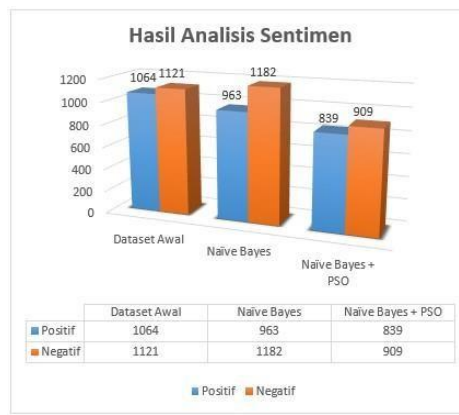 Hasil Analisis Sentimen
1200
1000
800
600
400
200
0
1064 1121
963 1182
839 909
Dataset Awal
Naïve Bayes
Naïve Bayes +
PSO
Dataset Awal Naïve Bayes Naïve Bayes + PSO
Positif 1064 963 839
Negatif 1121 1182 909
Positif Negatif